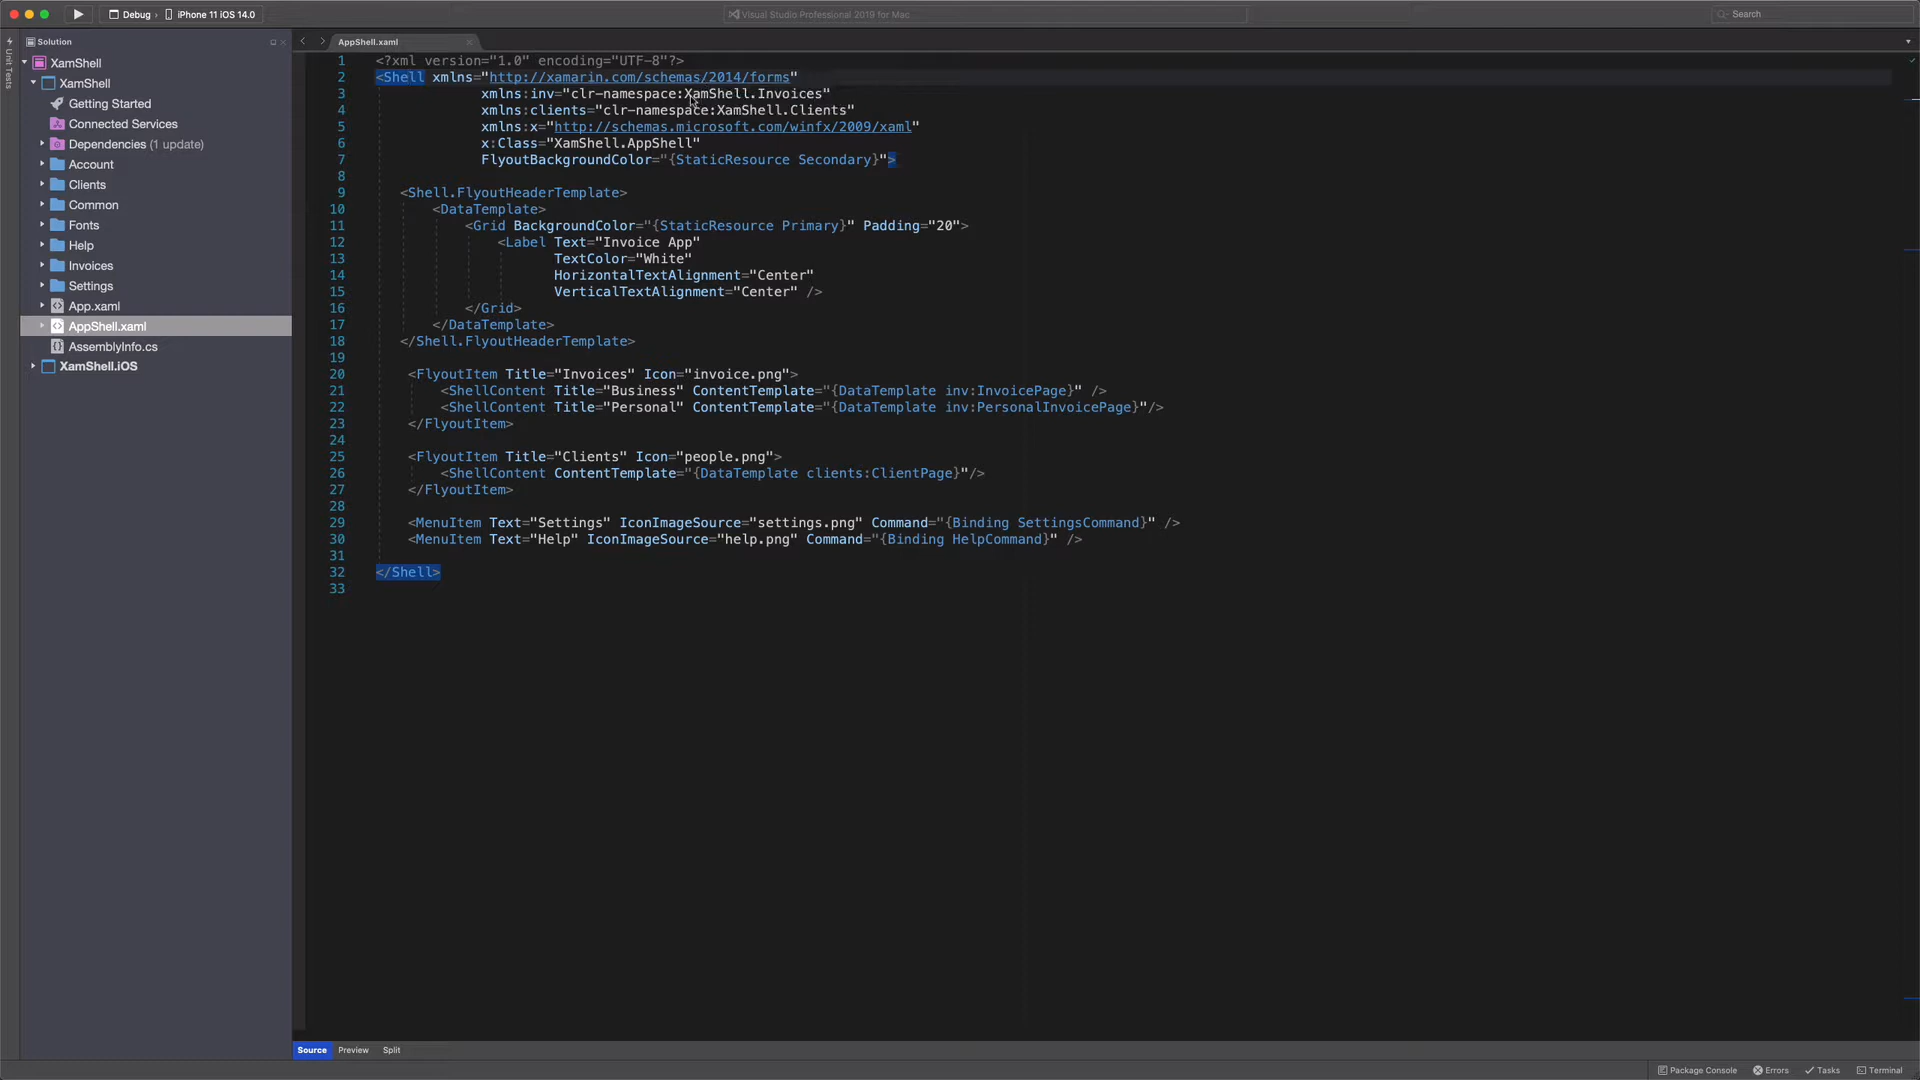 Debug › iPhone 11 iOS 14.0
Visual Studio Professional 2019 for Mac
Search
Unit Tests
Solution
XamShell
XamShell
Getting Started
Connected Services
Dependencies (1 update)
Account
Clients
Common
Fonts
Help
Invoices
Settings
App.xaml
AppShell.xaml
AssemblyInfo.cs
XamShell.iOS
AppShell.xaml
1 <?xml version="1.0" encoding="UTF-8"?>
2 <Shell xmlns="http://xamarin.com/schemas/2014/forms"
3 xmlns:inv="clr-namespace:XamShell.Invoices"
4 xmlns:clients="clr-namespace:XamShell.Clients"
5 xmlns:x="http://schemas.microsoft.com/winfx/2009/xaml"
6 x:Class="XamShell.AppShell"
7 FlyoutBackgroundColor="{StaticResource Secondary}">
8
9 <Shell.FlyoutHeaderTemplate>
10 <DataTemplate>
11 <Grid BackgroundColor="{StaticResource Primary}" Padding="20">
12 <Label Text="Invoice App"
13 TextColor="White"
14 HorizontalTextAlignment="Center"
15 VerticalTextAlignment="Center" />
16 </Grid>
17 </DataTemplate>
18 </Shell.FlyoutHeaderTemplate>
19
20 <FlyoutItem Title="Invoices" Icon="invoice.png">
21 <ShellContent Title="Business" ContentTemplate="{DataTemplate inv:InvoicePage}" />
22 <ShellContent Title="Personal" ContentTemplate="{DataTemplate inv:PersonalInvoicePage}"/>
23 </FlyoutItem>
24
25 <FlyoutItem Title="Clients" Icon="people.png">
26 <ShellContent ContentTemplate="{DataTemplate clients:ClientPage}"/>
27 </FlyoutItem>
28
29 <MenuItem Text="Settings" IconImageSource="settings.png" Command="{Binding SettingsCommand}" />
30 <MenuItem Text="Help" IconImageSource="help.png" Command="{Binding HelpCommand}" />
31
32 </Shell>
33
Source Preview Split
Package Console Errors Tasks Terminal